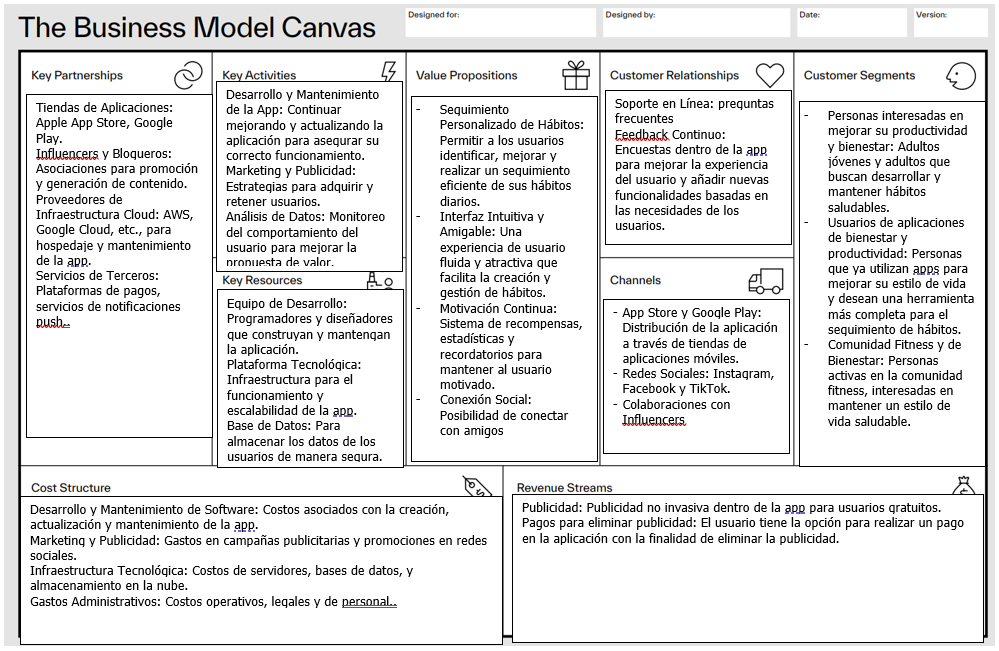 The Business Model Canvas
Designed for:
Designed by:
Date:
Version:
Key Partnerships
Tiendas de Aplicaciones:
Apple App Store, Google
Play.
Influencers y Bloqueros:
Asociaciones para promoción
y generación de contenido.
Proveedores de
Infraestructura Cloud: AWS,
Google Cloud, etc., para
hospedaje y mantenimiento
de la app.
Servicios de Terceros:
Plataformas de pagos,
servicios de notificaciones
push..
Key Activities
Desarrollo y Mantenimiento
de la App: Continuar
mejorando y actualizando la
aplicación para asegurar su
correcto funcionamiento.
Marketing y Publicidad:
Estrategias para adquirir y
retener usuarios.
Análisis de Datos: Monitoreo
del comportamiento del
usuario para mejorar la
propuesta de valor.
Key Resources
Equipo de Desarrollo:
Programadores y diseñadores
que construyan y mantengan
la aplicación.
Plataforma Tecnológica:
Infraestructura para el
funcionamiento y
escalabilidad de la app.
Base de Datos: Para
almacenar los datos de los
usuarios de manera segura.
Value Propositions
- Seguimiento
Personalizado de Hábitos:
Permitir a los usuarios
identificar, mejorar y
realizar un seguimiento
eficiente de sus hábitos
diarios.
- Interfaz Intuitiva y
Amigable: Una
experiencia de usuario
fluida y atractiva que
facilita la creación y
gestión de hábitos.
- Motivación Continua:
Sistema de recompensas,
estadísticas y
recordatorios para
mantener al usuario
motivado.
- Conexión Social:
Posibilidad de conectar
con amigos
Customer Relationships
Soporte en Línea: preguntas
frecuentes
Feedback Continuo:
Encuestas dentro de la app
para mejorar la experiencia
del usuario y añadir nuevas
funcionalidades basadas en
las necesidades de los
usuarios.
Channels
- App Store y Google Play:
Distribución de la aplicación
a través de tiendas de
aplicaciones móviles.
- Redes Sociales: Instagram,
Facebook y TikTok.
- Colaboraciones con
Influencers
Customer Segments
- Personas interesadas en
mejorar su productividad
y bienestar: Adultos
jóvenes y adultos que
buscan desarrollar y
mantener hábitos
saludables.
- Usuarios de aplicaciones
de bienestar y
productividad: Personas
que ya utilizan apps para
mejorar su estilo de vida
y desean una herramienta
más completa para el
seguimiento de hábitos.
- Comunidad Fitness y de
Bienestar: Personas
activas en la comunidad
fitness, interesadas en
mantener un estilo de
vida saludable.
Cost Structure
Desarrollo y Mantenimiento de Software: Costos asociados con la creación,
actualización y mantenimiento de la app.
Marketing y Publicidad: Gastos en campañas publicitarias y promociones en redes
sociales.
Infraestructura Tecnológica: Costos de servidores, bases de datos, y
almacenamiento en la nube.
Gastos Administrativos: Costos operativos, legales y de personal..
Revenue Streams
Publicidad: Publicidad no invasiva dentro de la app para usuarios gratuitos.
Pagos para eliminar publicidad: El usuario tiene la opción para realizar un pago
en la aplicación con la finalidad de eliminar la publicidad.